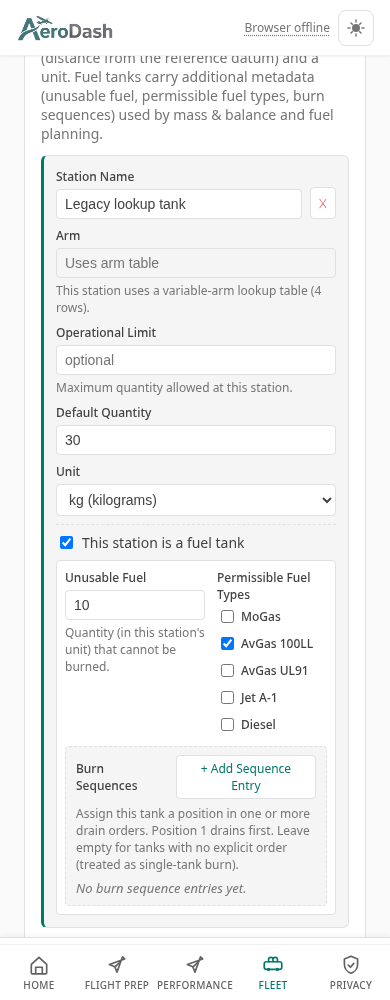 AeroDash
Browser offline
(distance from the reference datum) and a
unit. Fuel tanks carry additional metadata
(unusable fuel, permissible fuel types, burn
sequences) used by mass & balance and fuel
planning.
Station Name
Legacy lookup tank
X
Arm
Uses arm table
This station uses a variable-arm lookup table (4
rows).
Operational Limit
optional
Maximum quantity allowed at this station.
Default Quantity
30
Unit
kg (kilograms)
This station is a fuel tank
Unusable Fuel
10
Quantity (in this station's
unit) that cannot be
burned.
Permissible Fuel
Types
MoGas
AvGas 100LL
AvGas UL91
Jet A-1
Diesel
Burn
Sequences
+ Add Sequence
Entry
Assign this tank a position in one or more
drain orders. Position 1 drains first. Leave
empty for tanks with no explicit order
(treated as single-tank burn).
No burn sequence entries yet.
HOME
FLIGHT PREP
PERFORMANCE
FLEET
PRIVACY